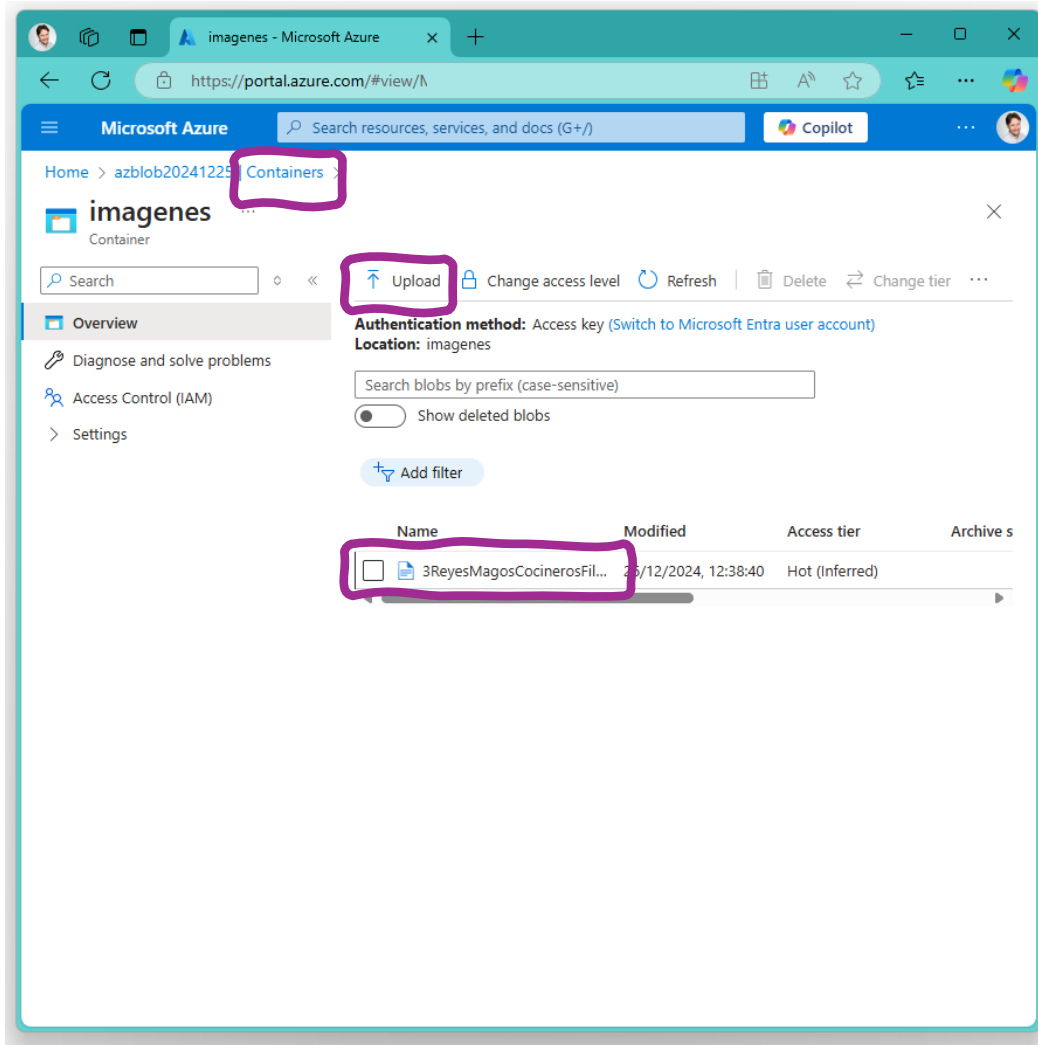 imagenes - Microsoft Azure
https://portal.azure.com/#view/M
Microsoft Azure Search resources, services, and docs (G+/) Copilot
Home > azblob20241225 | Containers >
imagenes ...
Container
Search
Upload Change access level Refresh Delete Change tier ...
Overview
Diagnose and solve problems
Access Control (IAM)
Settings
Authentication method: Access key (Switch to Microsoft Entra user account)
Location: imagenes
Search blobs by prefix (case-sensitive)
Show deleted blobs
Add filter
Name Modified Access tier Archive s
3ReyesMagosCocinerosFil... 26/12/2024, 12:38:40 Hot (Inferred)